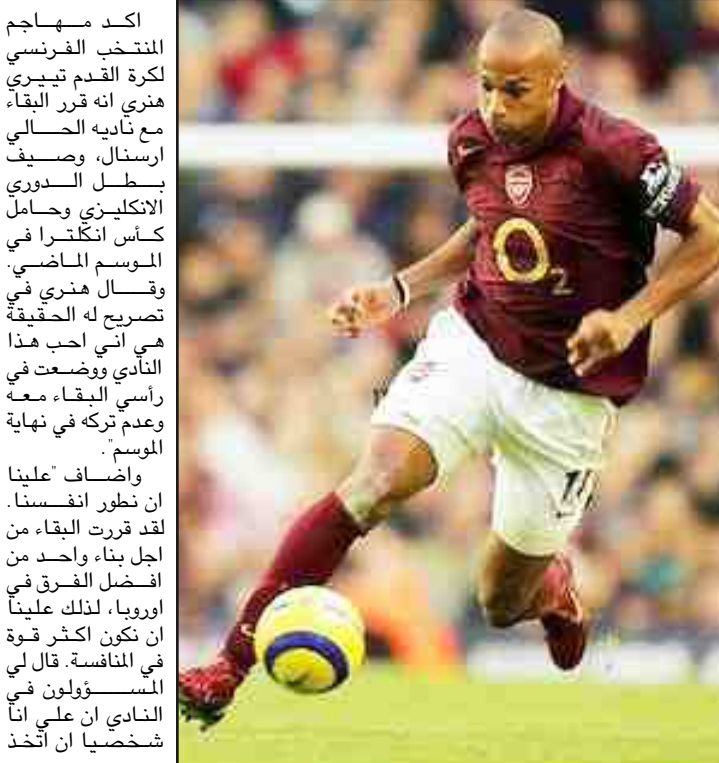 اكد مهاجم
المنتخب الفرنسي
لكرة القدم تييري
هنري انه قرر البقاء
مع ناديه الحالي
ارسنال، وصيف
بطل الدوري
الانكليزي وحامل
كأس انكلترا في
الموسم الماضي.
وقال هنري في
تصريح له الحقيقة
هي اني احب هذا
النادي ووضعت في
رأسي البقاء معه
وعدم تركه في نهاية
الموسم".
واضاف "علينا
ان نطور انفسنا.
لقد قررت البقاء من
اجل بناء واحد من
افضل الفرق في
اوروبا، لذلك علينا
ان نكون اكثر قوة
في المنافسة. قال لي
المسؤولون في
النادي ان علي انا
شخصيا ان اتخذ
O2
14